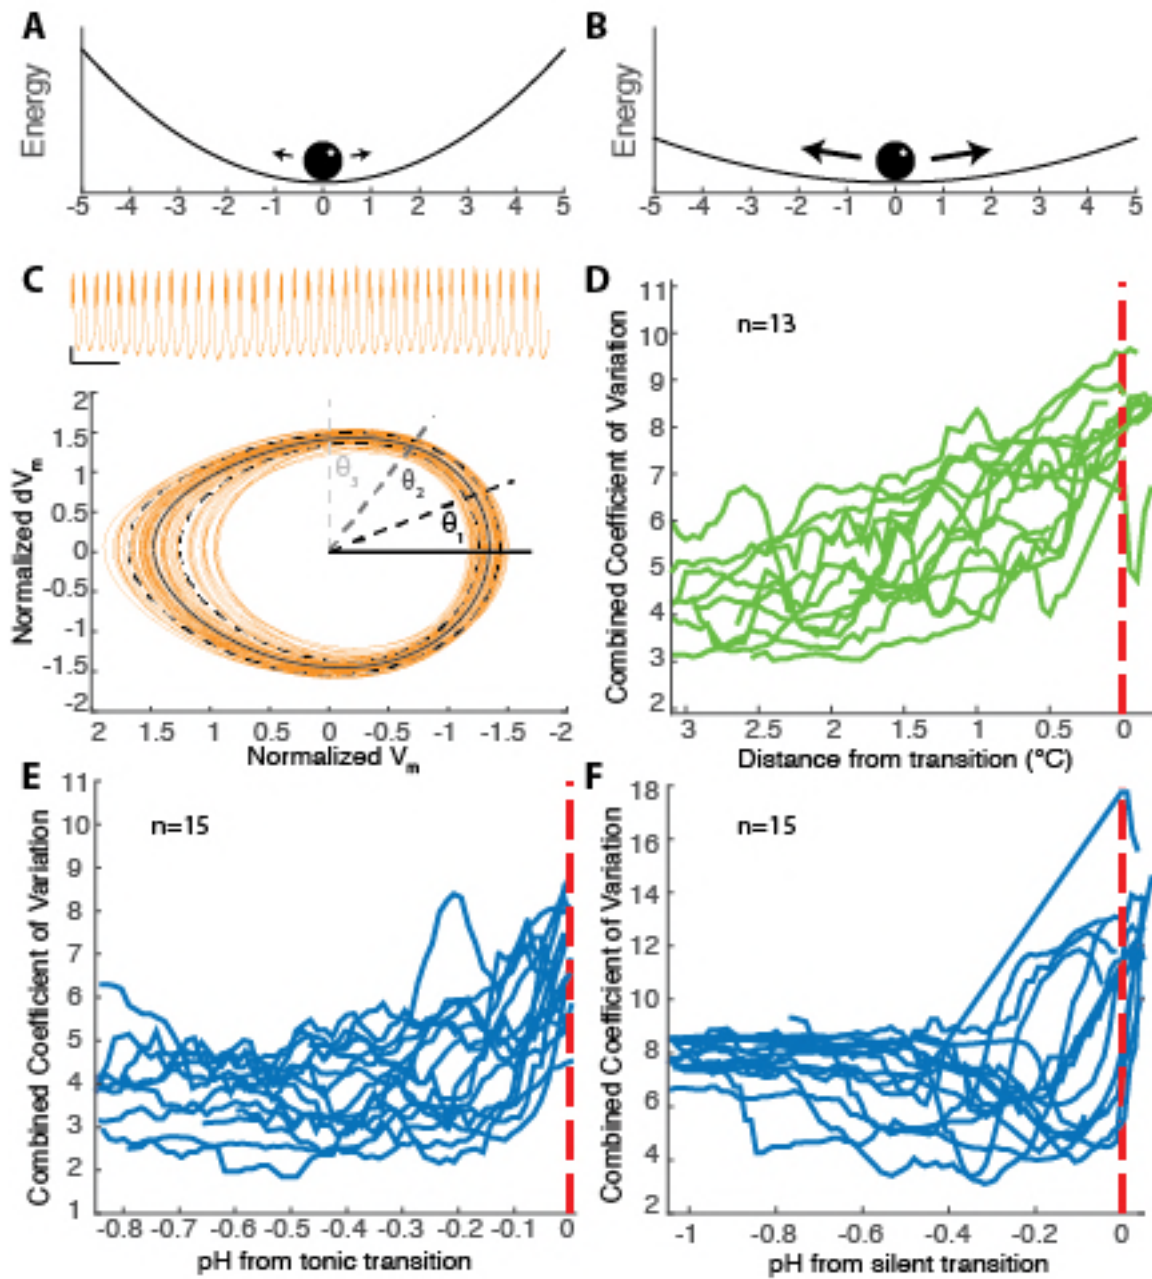 A
Energy
-5 -4 -3 -2 -1 0 1 2 3 4 5
B
Energy
-5 -4 -3 -2 -1 0 1 2 3 4 5
C
2
1.5
1
0.5
0
-0.5
-1
-1.5
-2
Normalized dVm
θ3
θ2
θ1
2 1.5 1 0.5 0 -0.5 -1 -1.5 -2
Normalized Vm
D
n=13
11
10
9
8
7
6
5
4
3
2
Combined Coefficient of Variation
3 2.5 2 1.5 1 0.5 0
Distance from transition (°C)
E
n=15
11
10
9
8
7
6
5
4
3
2
1
Combined Coefficient of Variation
-0.8 -0.7 -0.6 -0.5 -0.4 -0.3 -0.2 -0.1 0
pH from tonic transition
F
n=15
18
16
14
12
10
8
6
4
2
Combined Coefficient of Variation
-1 -0.8 -0.6 -0.4 -0.2 0
pH from silent transition